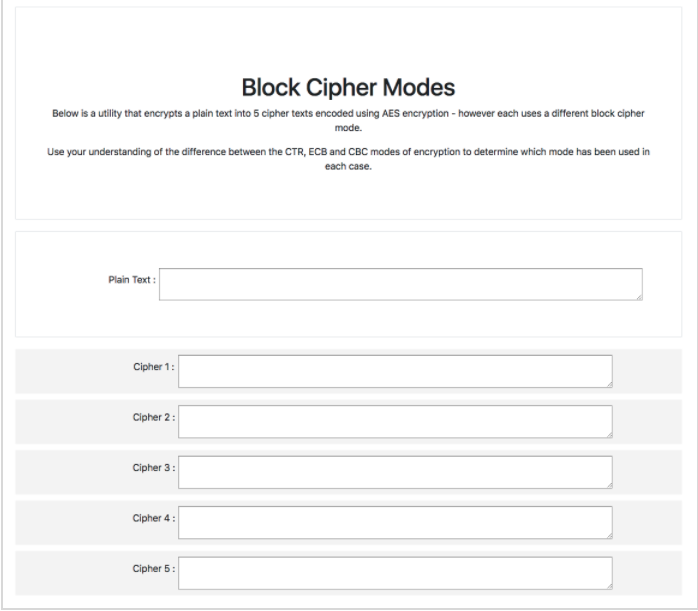 Block Cipher Modes
Below is a utility that encrypts a plain text into 5 cipher texts encoded using AES encryption - however each uses a different block cipher
mode.
Use your understanding of the difference between the CTR, ECB and CBC modes of encryption to determine which mode has been used in
each case.
Plain Text :
Cipher 1 :
Cipher 2 :
Cipher 3 :
Cipher 4 :
Cipher 5 :